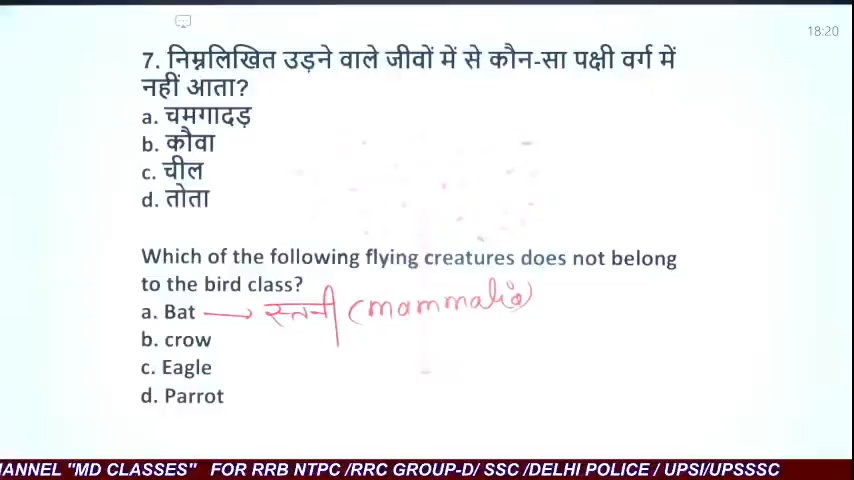 18:20
7. निम्नलिखित उड़ने वाले जीवों में से कौन-सा पक्षी वर्ग में
नहीं आता?
a. चमगादड़
b. कौवा
c. चील
d. तोता
Which of the following flying creatures does not belong
to the bird class?
a. Bat → स्तनी (mammalia)
b. crow
c. Eagle
d. Parrot
ANNEL "MD CLASSES" FOR RRB NTPC /RRC GROUP-D/ SSC /DELHI POLICE / UPSI/UPSSSC